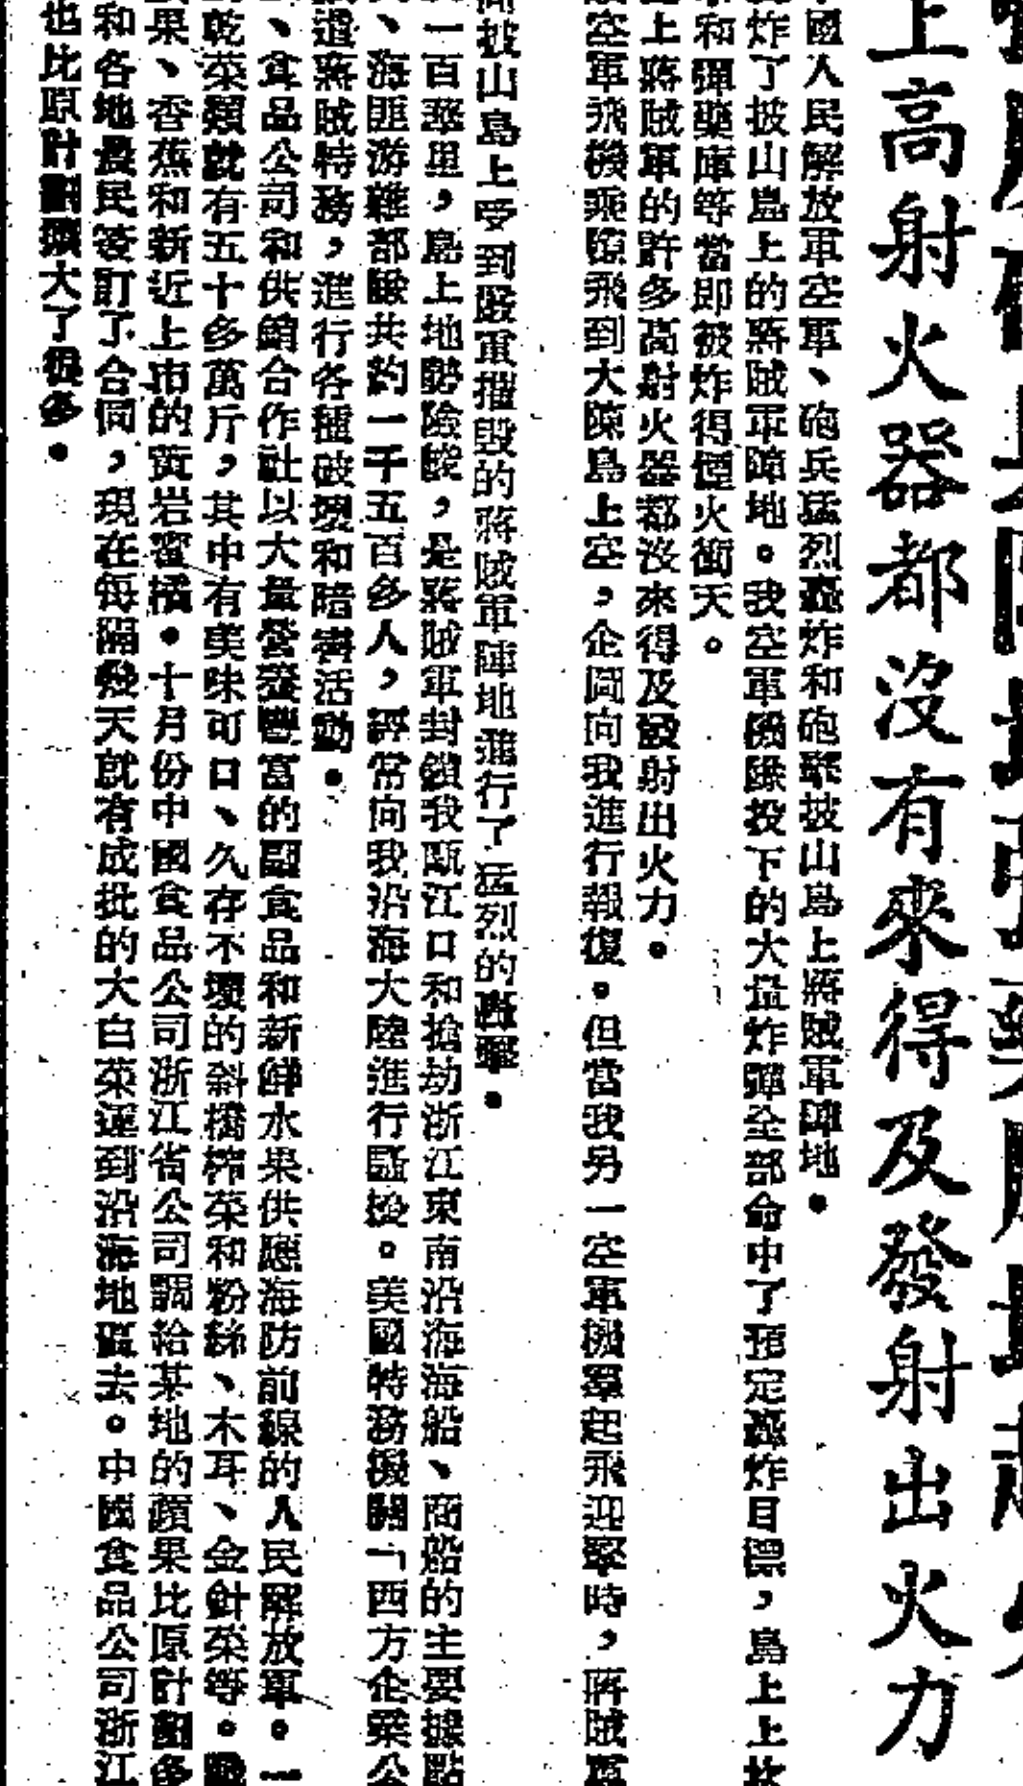 上高射火器都沒有來得及發射出火力
國人民解放軍空軍、砲兵猛烈轟炸和砲擊披山島上蔣賊軍陣地。
炸了披山島上的蔣賊軍陣地。我空軍機隊投下的大量炸彈全部命中了預定轟炸目標，島上
和彈藥庫等當即被炸得煙火衝天。
上蔣賊軍的許多高射火器都沒來得及發射出火力。
空軍飛機乘隙飛到大陳島上空，企圖向我進行報復。但當我另一空軍機羣起飛迎擊時，蔣賊
披山島上受到嚴重摧毀的蔣賊軍陣地進行了猛烈的轟擊。
一百華里，島上地勢險峻，是蔣賊軍封鎖我甌江口和搶劫浙江東南沿海海船、商船的主要據點
、海匪游雜部隊共約一千五百多人，經常向我沿海大陸進行騷擾。美國特務機關「西方企業公
遣蔣賊特務，進行各種破壞和暗害活動。
、食品公司和供銷合作社以大量營養豐富的副食品和新鮮水果供應海防前線的人民解放軍。一
乾菜類就有五十多萬斤，其中有美味可口、久存不壞的斜橋榨菜和粉絲、木耳、金針菜等。
果、香蕉和新近上市的黃岩蜜橘。十月份中國食品公司浙江省公司調給某地的蘋果比原計劃多
和各地農民簽訂了合同，現在每隔幾天就有成批的大白菜運到沿海地區去。中國食品公司浙江
也比原計劃擴大了很多。